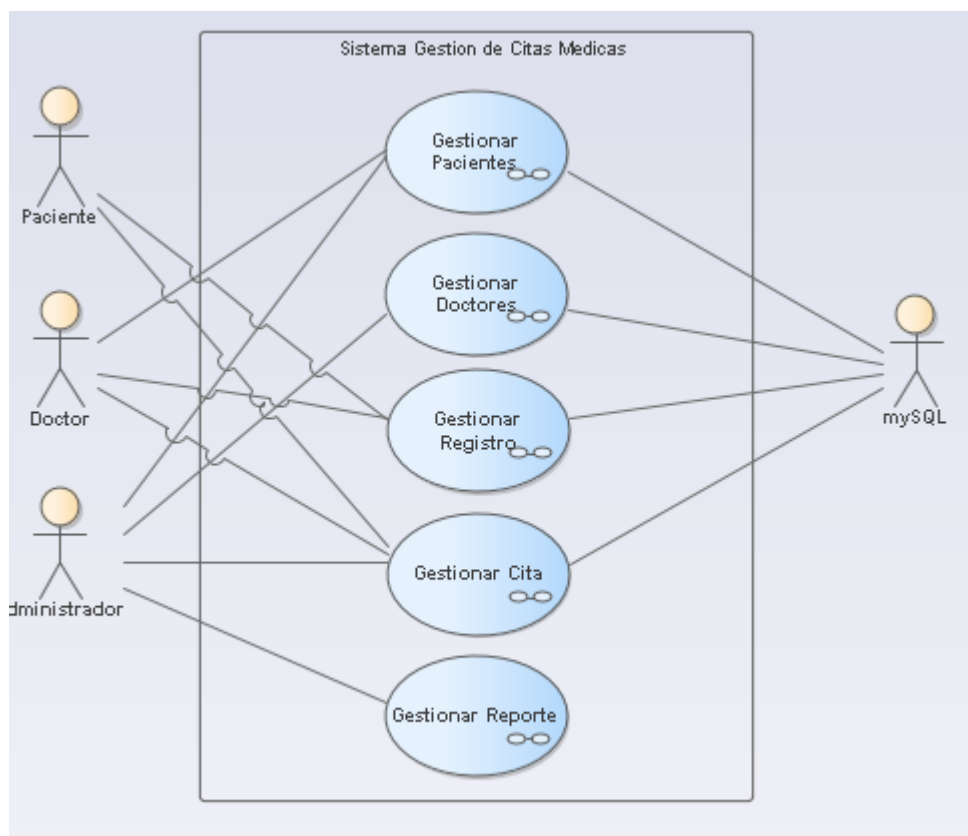 Sistema Gestion de Citas Medicas
Gestionar
Pacientes
Paciente
Gestionar
Doctores
Doctor
mySQL
Gestionar
Registro
Gestionar Cita
dministrador
Gestionar Reporte